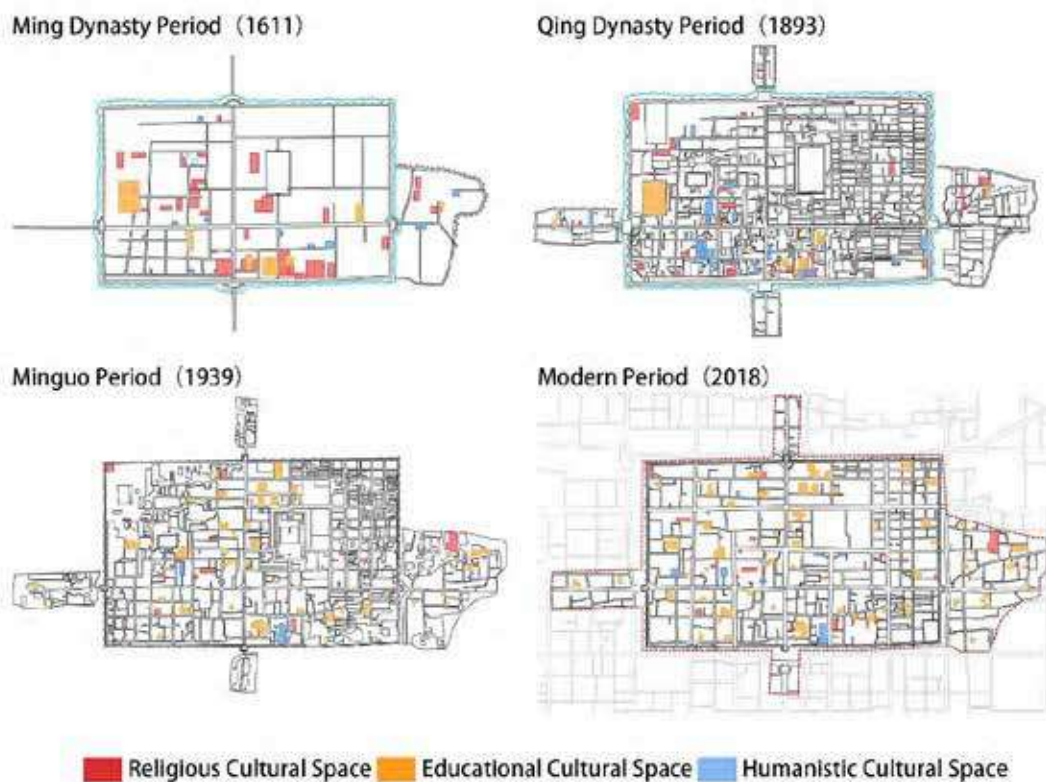 Ming Dynasty Period (1611)
Qing Dynasty Period (1893)
Minguo Period (1939)
Modern Period (2018)
Religious Cultural Space
Educational Cultural Space
Humanistic Cultural Space